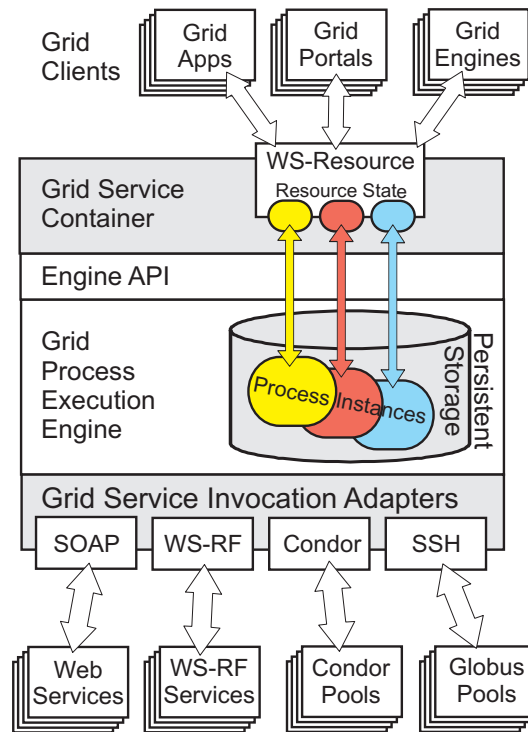 Grid
Clients
Grid
Apps
Grid
Portals
Grid
Engines
WS-Resource
Resource State
Grid Service
Container
Engine API
Grid
Process
Execution
Engine
Process Instances
Persistent
Storage
Grid Service Invocation Adapters
SOAP
WS-RF
Condor
SSH
Web
Services
WS-RF
Services
Condor
Pools
Globus
Pools